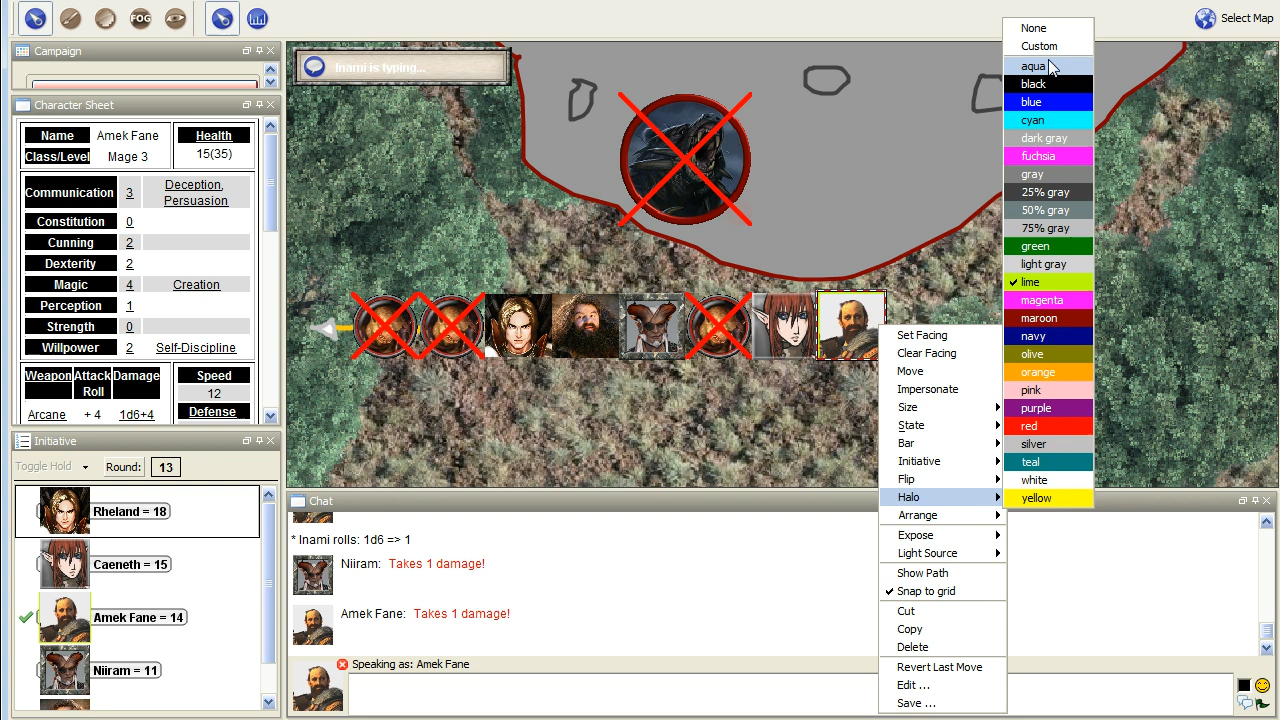 FOG
Select Map
Campaign
Character Sheet
Name Amek Fane
Health
15(35)
Class/Level Mage 3
Communication 3 Deception, Persuasion
Constitution 0
Cunning 2
Dexterity 2
Magic 4 Creation
Perception 1
Strength 0
Willpower 2 Self-Discipline
Weapon Attack Roll Damage
Arcane + 4 1d6+4
Speed
12
Defense
Initiative
Toggle Hold
Round: 13
Rheland = 18
Caeneth = 15
Amek Fane = 14
Niiram = 11
Inami is typing...
Chat
* Inami rolls: 1d6 => 1
Niiram: Takes 1 damage!
Amek Fane: Takes 1 damage!
Speaking as: Amek Fane
Set Facing
Clear Facing
Move
Impersonate
Size
State
Bar
Initiative
Flip
Halo
Arrange
Expose
Light Source
Show Path
Snap to grid
Cut
Copy
Delete
Revert Last Move
Edit ...
Save ...
None
Custom
aqua
black
blue
cyan
dark gray
fuchsia
gray
25% gray
50% gray
75% gray
green
light gray
lime
magenta
maroon
navy
olive
orange
pink
purple
red
silver
teal
white
yellow